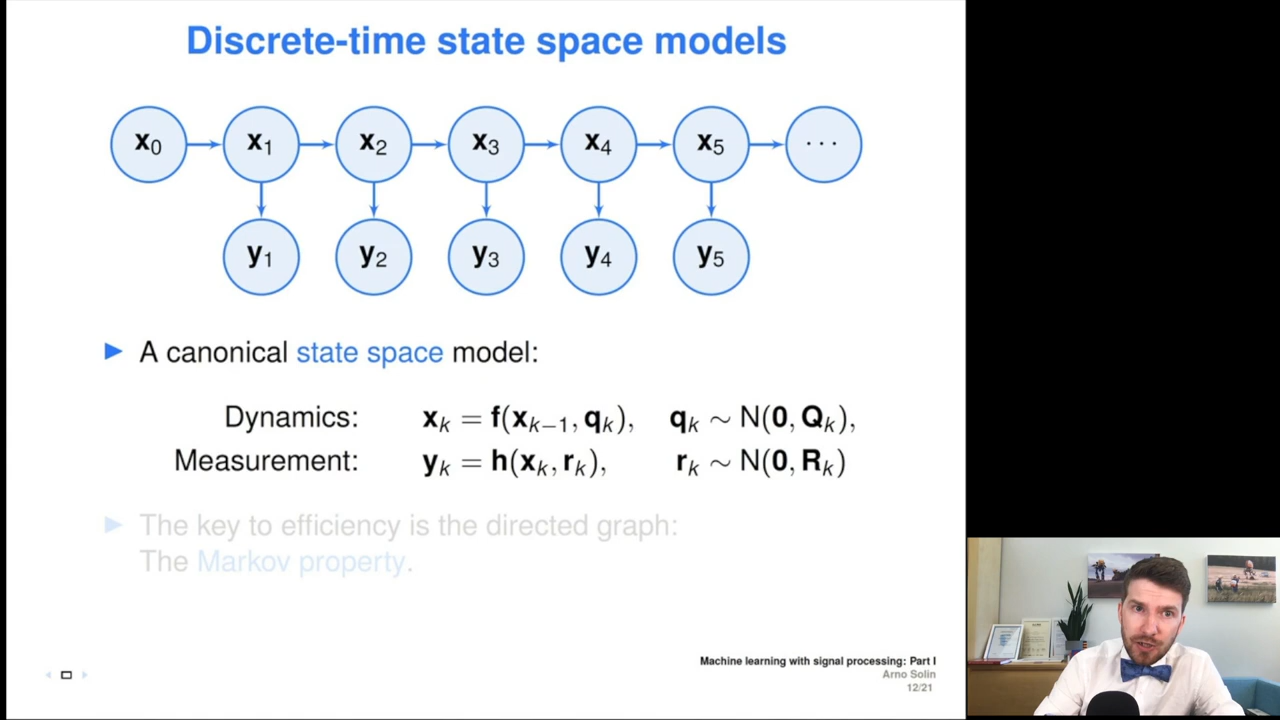 Discrete-time state space models
x₀ x₁ x₂ x₃ x₄ x₅ ···
y₁ y₂ y₃ y₄ y₅
▶ A canonical state space model:
Dynamics: xₖ = f(xₖ₋₁, qₖ), qₖ ∼ N(0, Qₖ),
Measurement: yₖ = h(xₖ, rₖ), rₖ ∼ N(0, Rₖ)
▶ The key to efficiency is the directed graph:
The Markov property.
Machine learning with signal processing: Part I
Arno Solin
12/21